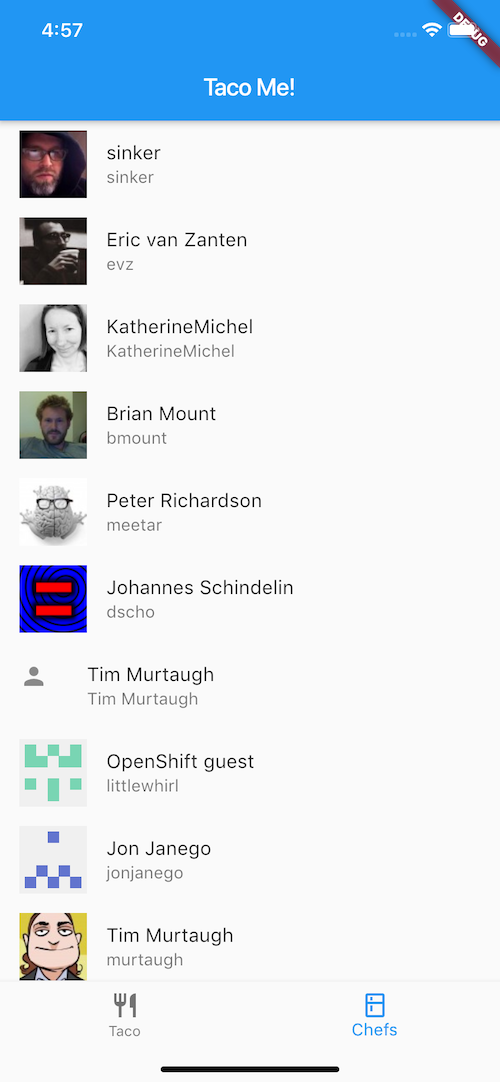 4:57
DEBUG
Taco Me!
sinker
sinker
Eric van Zanten
evz
KatherineMichel
KatherineMichel
Brian Mount
bmount
Peter Richardson
meetar
Johannes Schindelin
dscho
Tim Murtaugh
Tim Murtaugh
OpenShift guest
littlewhirl
Jon Janego
jonjanego
Tim Murtaugh
murtaugh
Taco
Chefs